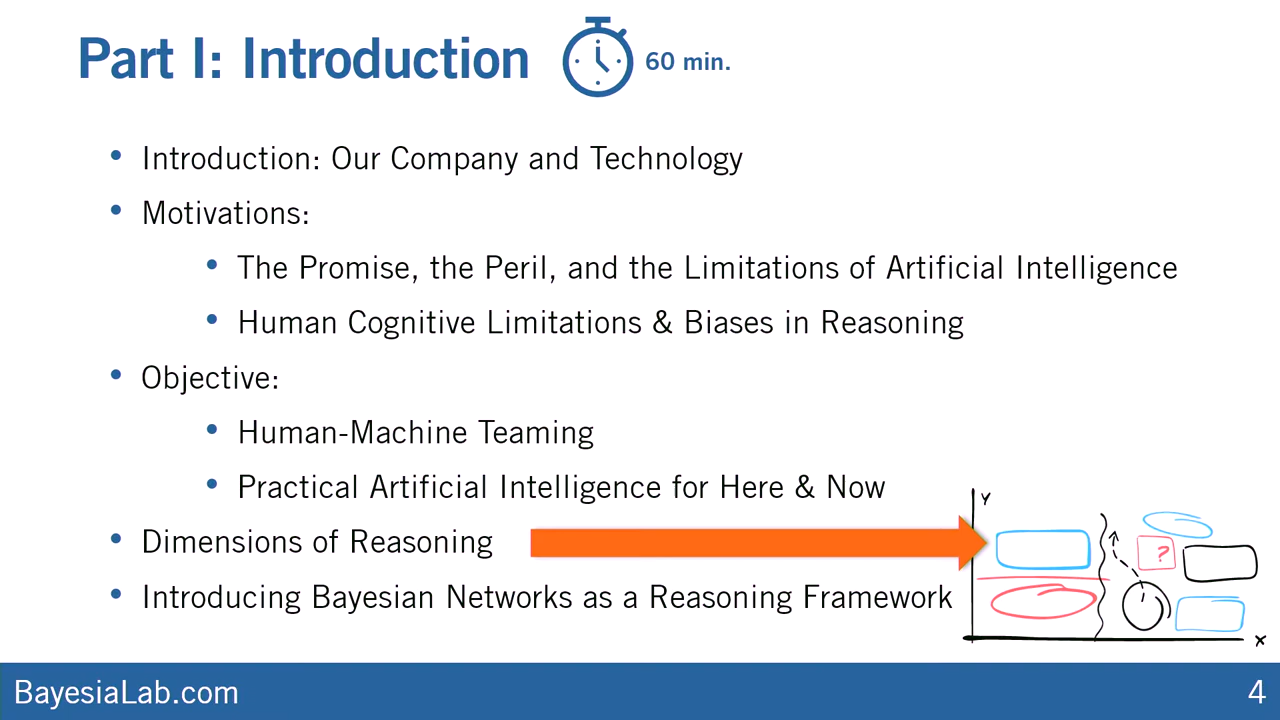 Part I: Introduction
60 min.
• Introduction: Our Company and Technology
• Motivations:
• The Promise, the Peril, and the Limitations of Artificial Intelligence
• Human Cognitive Limitations & Biases in Reasoning
• Objective:
• Human-Machine Teaming
• Practical Artificial Intelligence for Here & Now
Y
• Dimensions of Reasoning
?
• Introducing Bayesian Networks as a Reasoning Framework
X
BayesiaLab.com
4